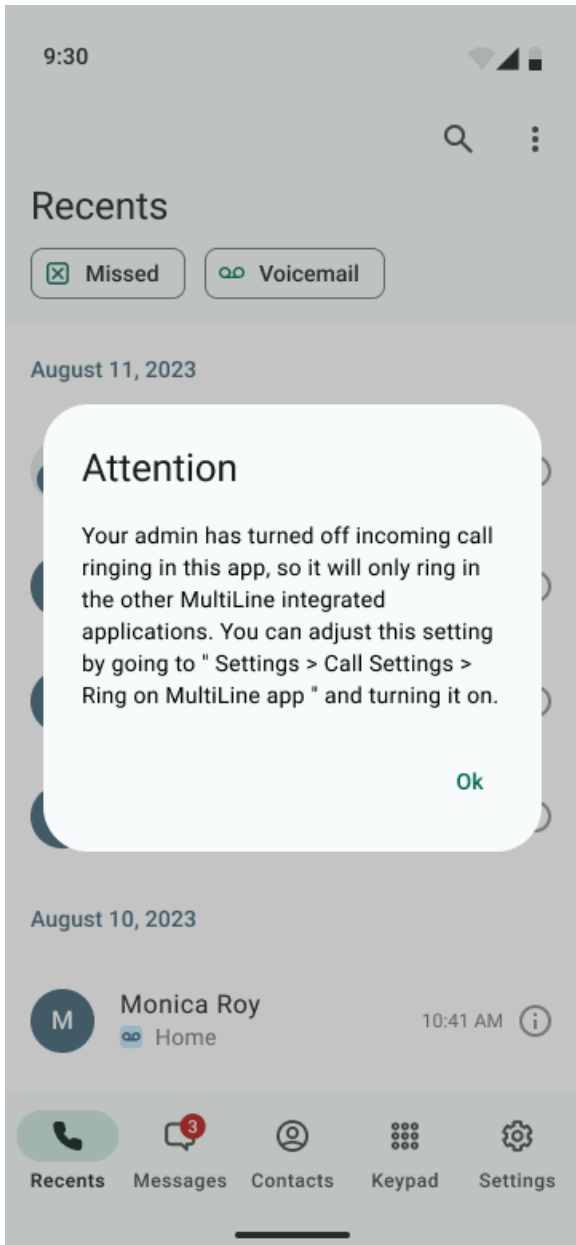 9:30
Recents
Missed
Voicemail
August 11, 2023
Attention
Your admin has turned off incoming call
ringing in this app, so it will only ring in
the other MultiLine integrated
applications. You can adjust this setting
by going to " Settings > Call Settings >
Ring on MultiLine app " and turning it on.
Ok
August 10, 2023
M
Monica Roy
10:41 AM
Home
3
Recents
Messages
Contacts
Keypad
Settings